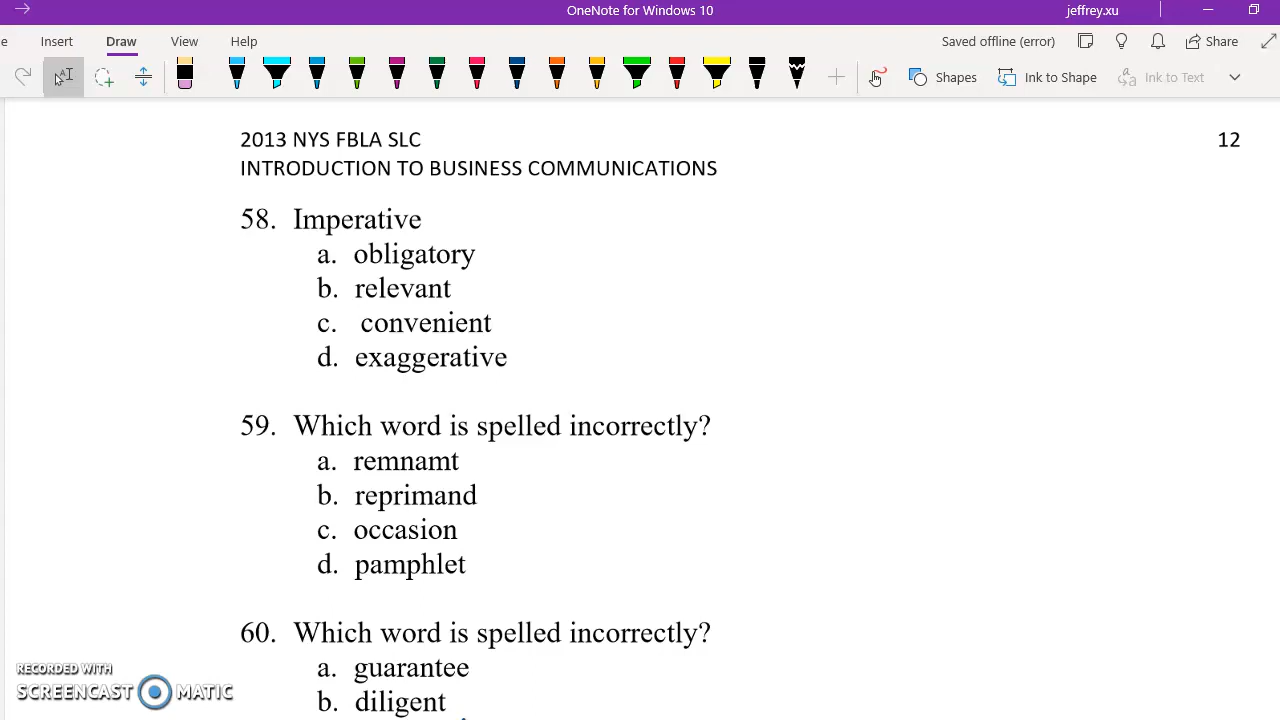 OneNote for Windows 10
jeffrey.xu
e Insert Draw View Help
Saved offline (error)
Share
Shapes
Ink to Shape
Ink to Text
2013 NYS FBLA SLC 12
INTRODUCTION TO BUSINESS COMMUNICATIONS
58. Imperative
a. obligatory
b. relevant
c. convenient
d. exaggerative
59. Which word is spelled incorrectly?
a. remnamt
b. reprimand
c. occasion
d. pamphlet
60. Which word is spelled incorrectly?
a. guarantee
b. diligent
RECORDED WITH
SCREENCAST MATIC